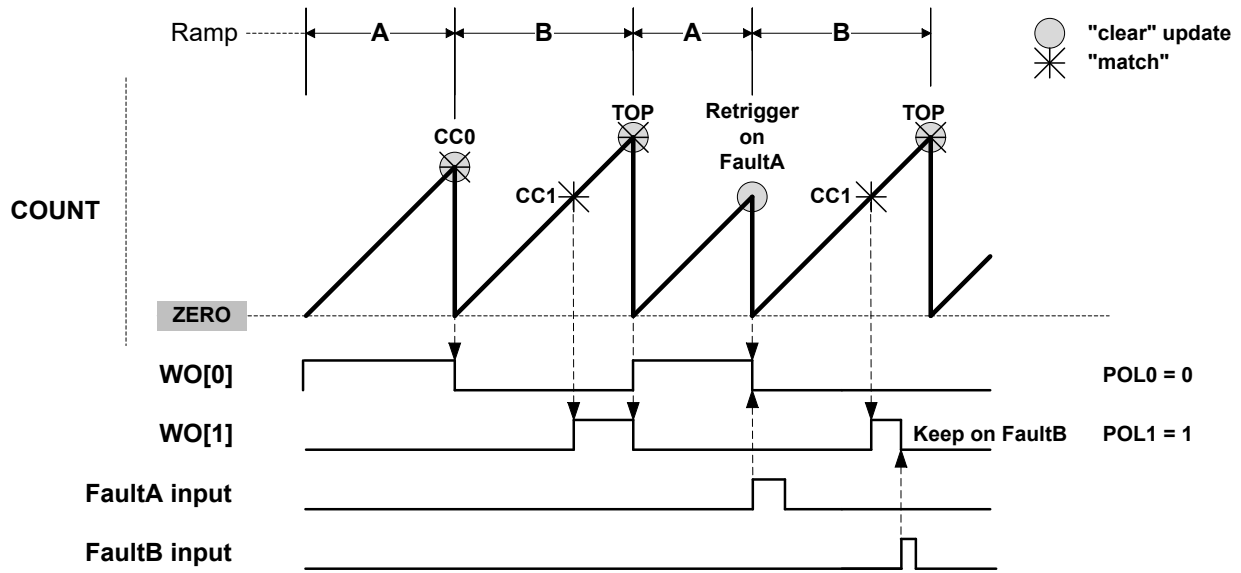 Ramp A B A B
"clear" update
"match"
TOP Retrigger TOP
on
CC0 FaultA
CC1 CC1
COUNT
ZERO
WO[0] POL0 = 0
WO[1] Keep on FaultB POL1 = 1
FaultA input
FaultB input